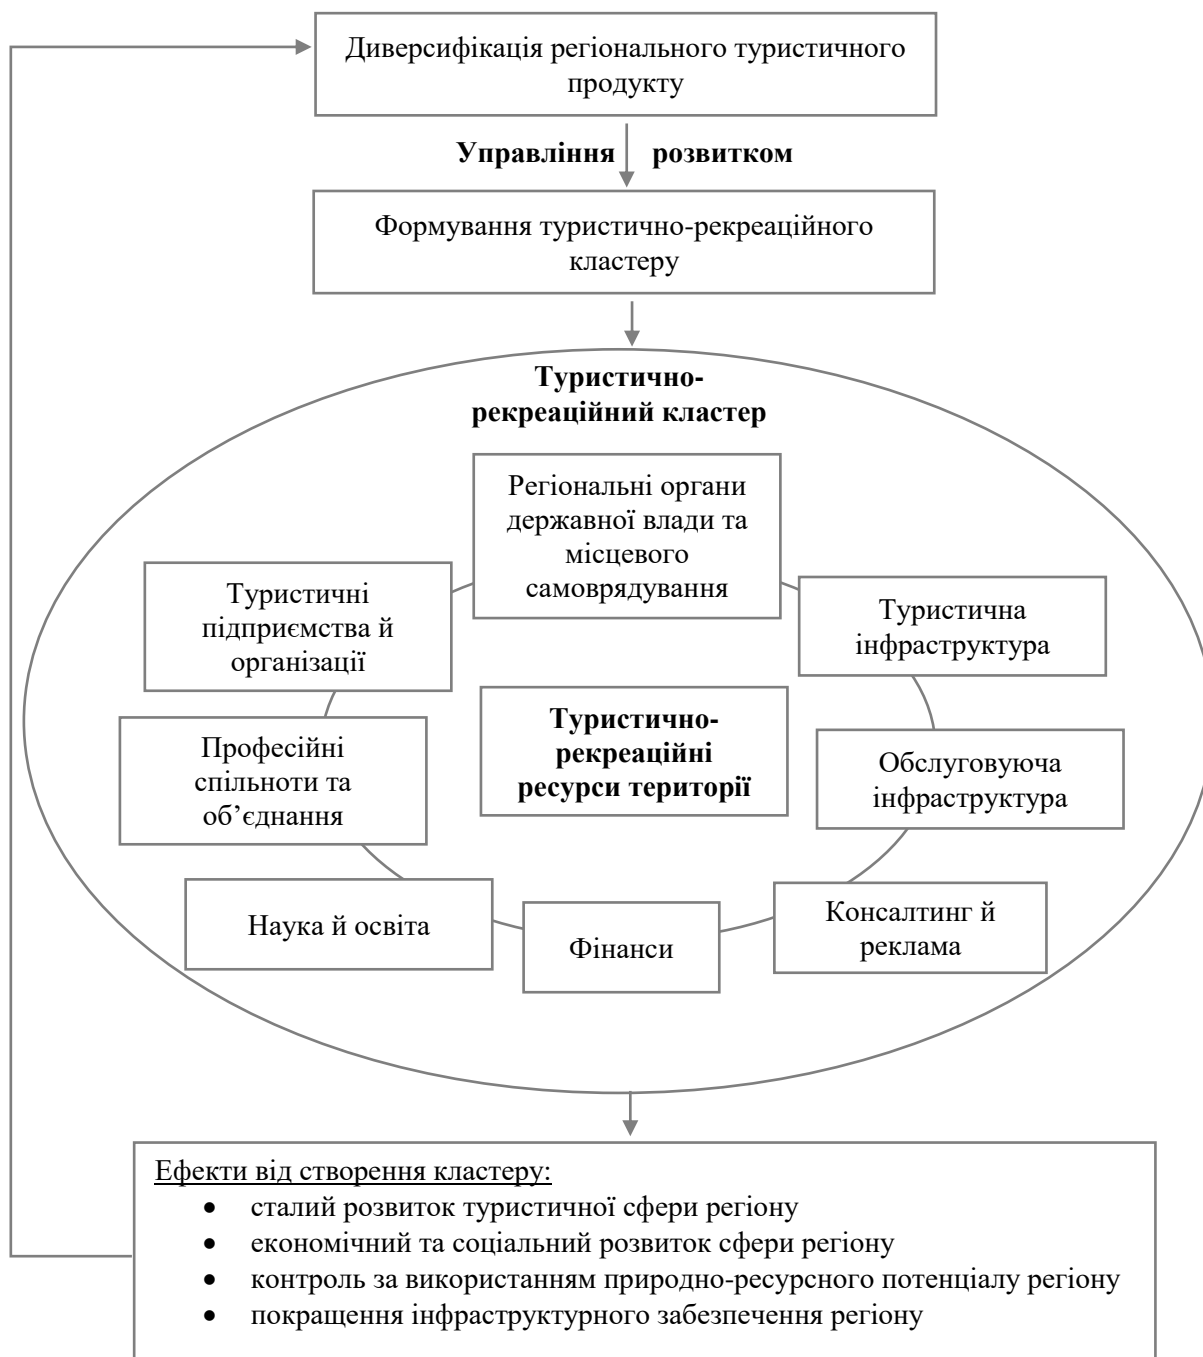 Диверсифікація регіонального туристичного
продукту
Управління розвитком
Формування туристично-рекреаційного
кластеру
Туристично-
рекреаційний кластер
Регіональні органи
державної влади та
місцевого
самоврядування
Туристичні
підприємства й
організації
Туристична
інфраструктура
Туристично-
рекреаційні
ресурси території
Професійні
спільноти та
об’єднання
Обслуговуюча
інфраструктура
Наука й освіта
Фінанси
Консалтинг й
реклама
Ефекти від створення кластеру:
• сталий розвиток туристичної сфери регіону
• економічний та соціальний розвиток сфери регіону
• контроль за використанням природно-ресурсного потенціалу регіону
• покращення інфраструктурного забезпечення регіону